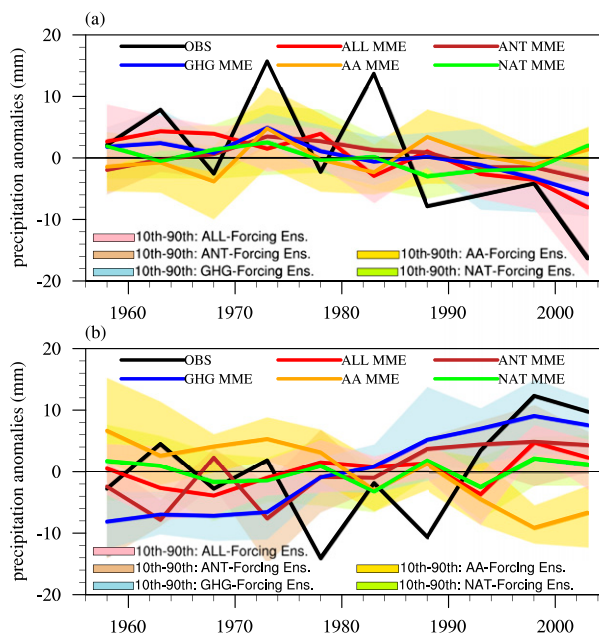 (a)
20
10
0
-10
-20
precipitation anomalies (mm)
OBS ALL MME ANT MME
GHG MME AA MME NAT MME
10th-90th: ALL-Forcing Ens.
10th-90th: ANT-Forcing Ens. 10th-90th: AA-Forcing Ens.
10th-90th: GHG-Forcing Ens. 10th-90th: NAT-Forcing Ens.
1960 1970 1980 1990 2000
(b)
20
10
0
-10
-20
precipitation anomalies (mm)
OBS ALL MME ANT MME
GHG MME AA MME NAT MME
10th-90th: ALL-Forcing Ens.
10th-90th: ANT-Forcing Ens. 10th-90th: AA-Forcing Ens.
10th-90th: GHG-Forcing Ens. 10th-90th: NAT-Forcing Ens.
1960 1970 1980 1990 2000